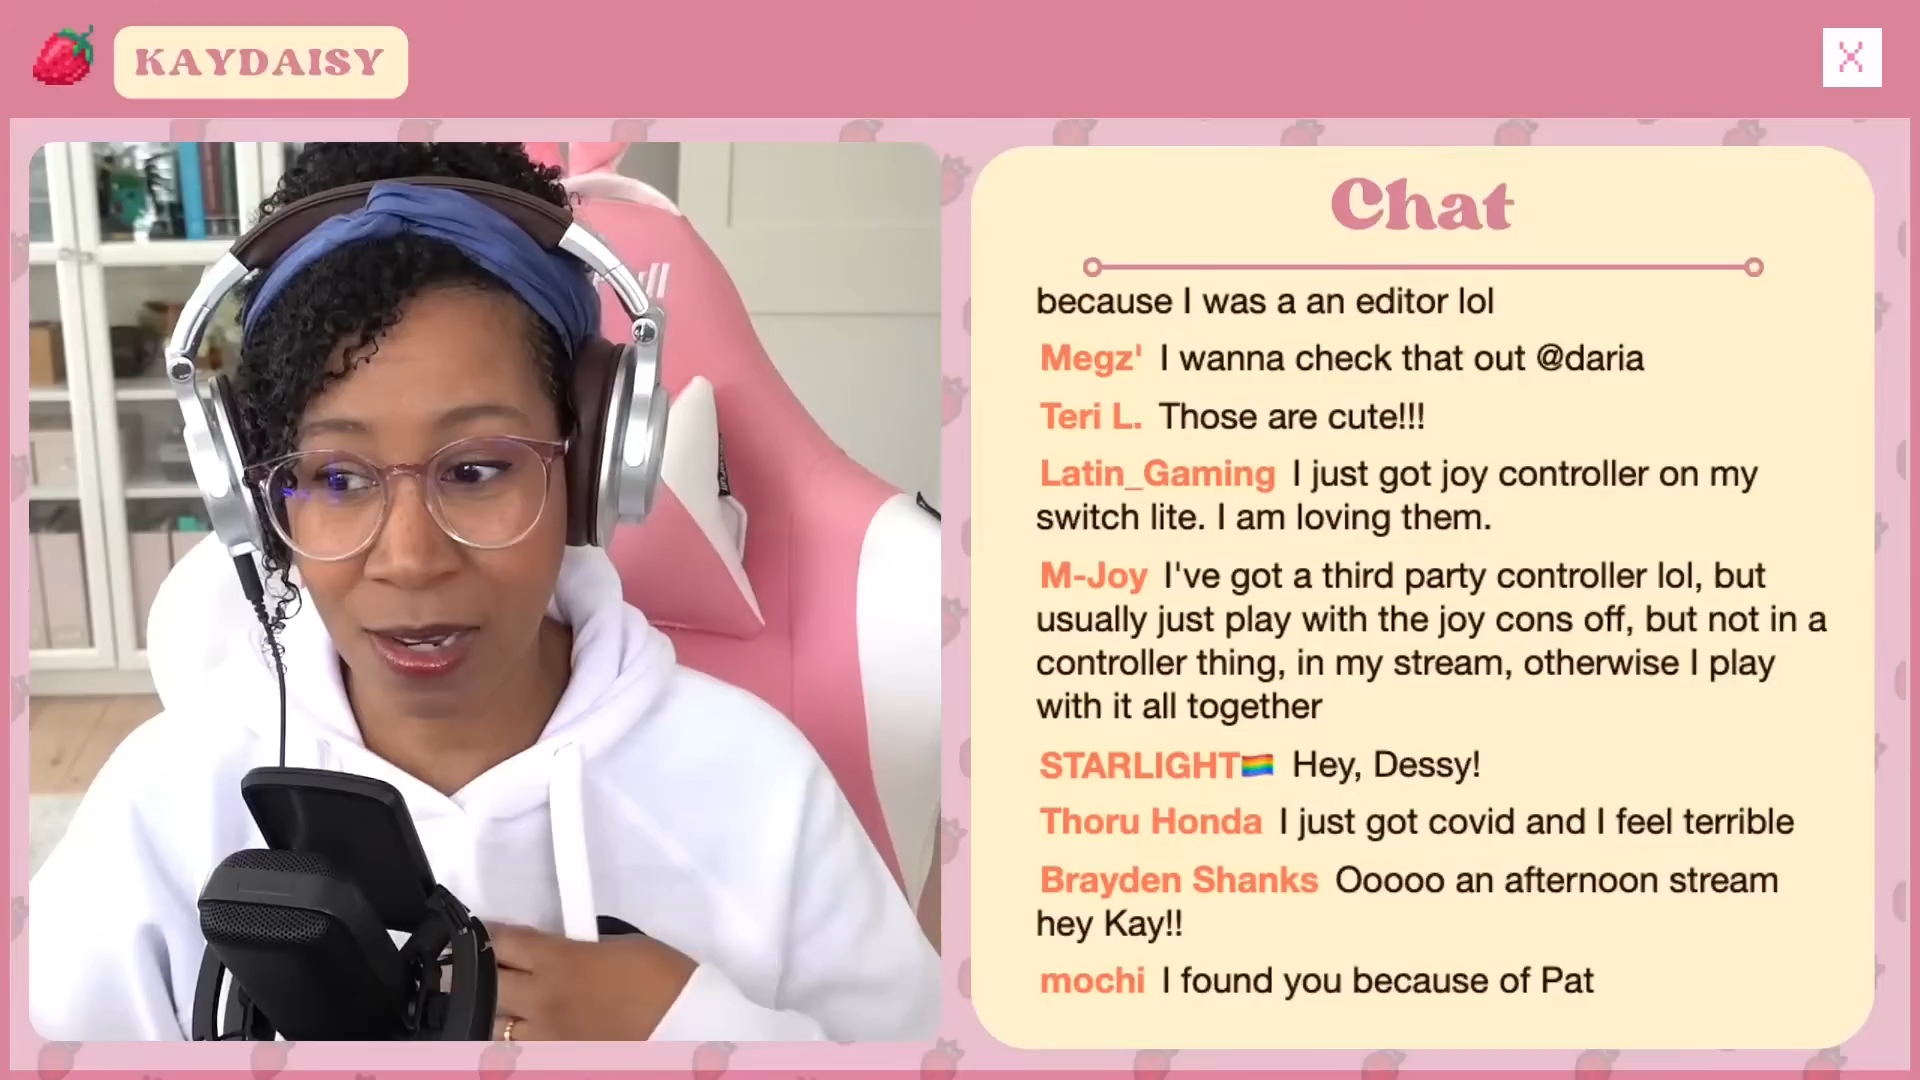 KAYDAISY
Chat
because I was a an editor lol
Megz' I wanna check that out @daria
Teri L. Those are cute!!!
Latin_Gaming I just got joy controller on my
switch lite. I am loving them.
M-Joy I've got a third party controller lol, but
usually just play with the joy cons off, but not in a
controller thing, in my stream, otherwise I play
with it all together
STARLIGHT🏳️‍🌈 Hey, Dessy!
Thoru Honda I just got covid and I feel terrible
Brayden Shanks Ooooo an afternoon stream
hey Kay!!
mochi I found you because of Pat